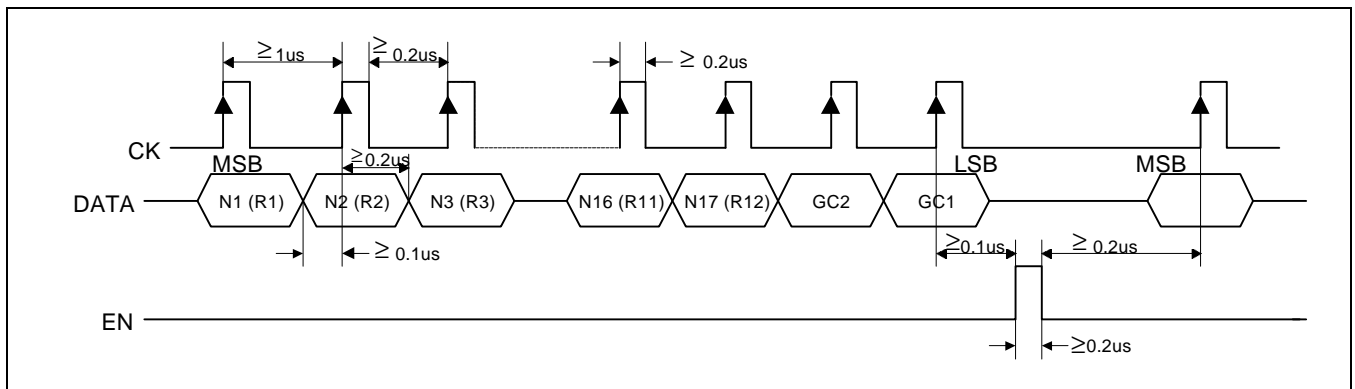 ≥ 1us ≥ 0.2us ≥ 0.2us
CK
MSB ≥0.2us LSB MSB
DATA N1 (R1) N2 (R2) N3 (R3) N16 (R11) N17 (R12) GC2 GC1
≥ 0.1us ≥0.1us ≥ 0.2us
EN
≥0.2us